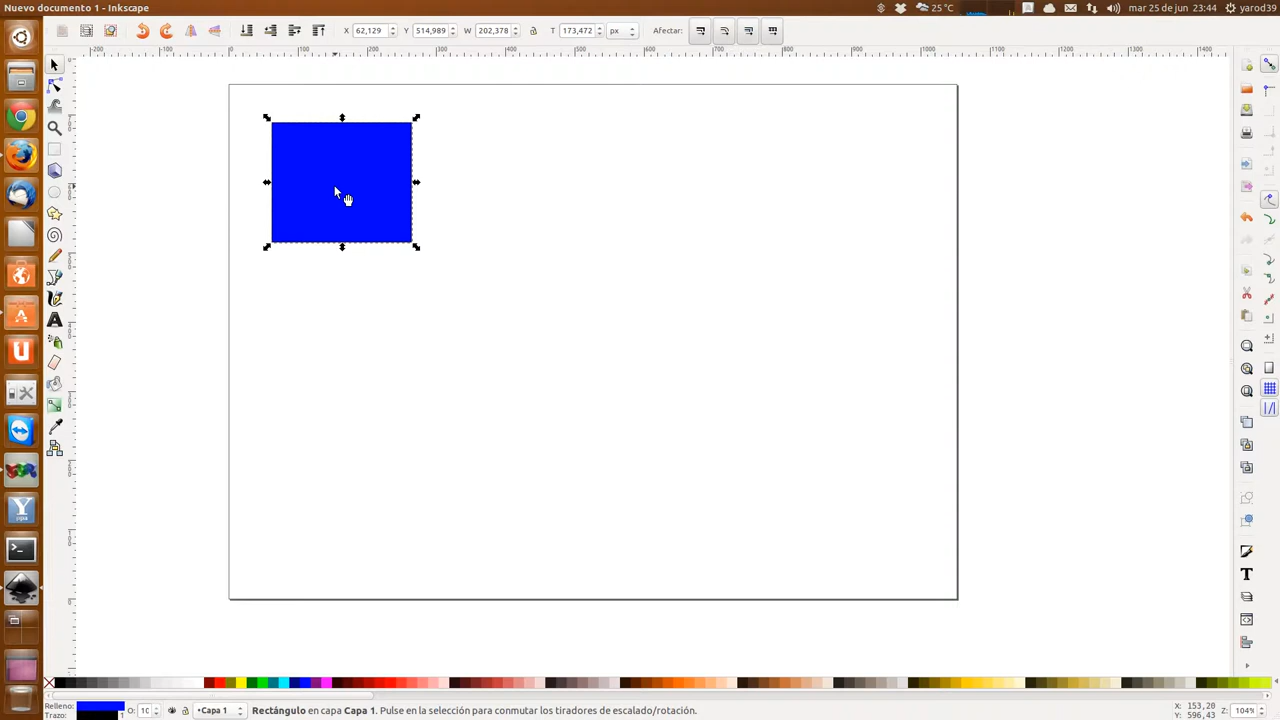 Nuevo documento 1 - Inkscape
25°C
mar 25 de jun 23:44
yarod39
X 62,129
Y 514,989
W 202,378
T 173,472
px
Afectar:
Relleno:
Trazo:
1
O: 10
Capa 1
Rectángulo en capa Capa 1. Pulse en la selección para conmutar los tiradores de escalado/rotación.
X: 153,20
Y: 596,43
Z: 104%